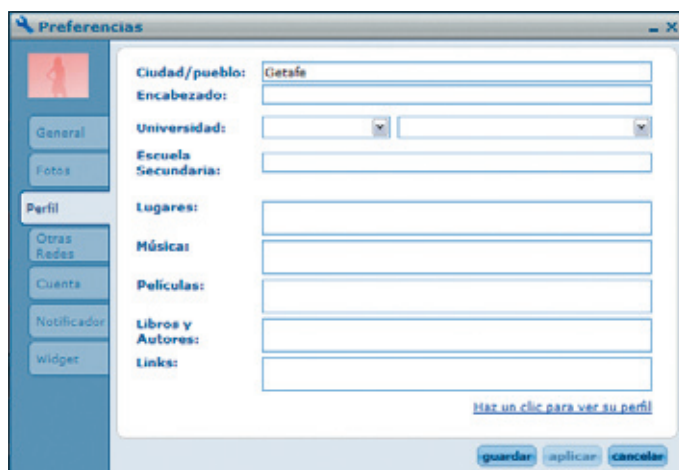 Preferencias
Ciudad/pueblo: Getafe
Encabezado:
General
Universidad:
Fotos
Escuela
Secundaria:
Perfil
Lugares:
Otras
Redes
Música:
Cuenta
Películas:
Notificador
Libros y
Autores:
Widget
Links:
Haz un clic para ver su perfil
guardar aplicar cancelar